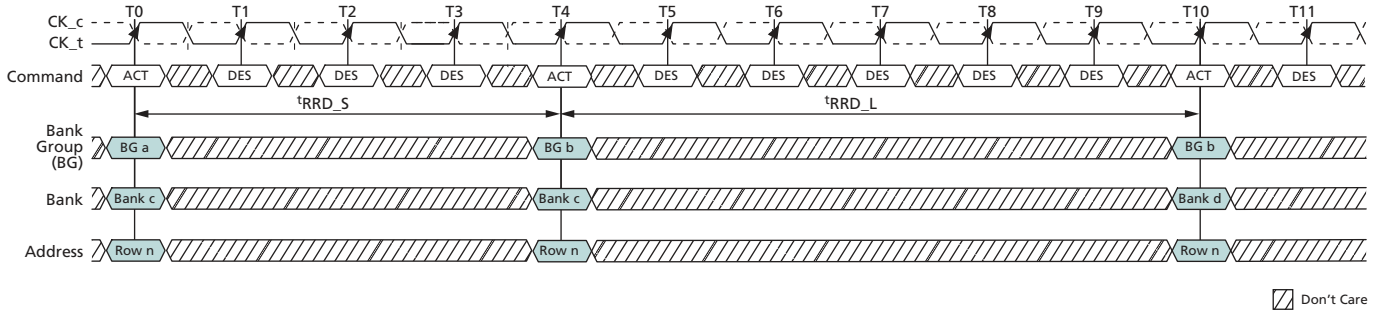 T0 T1 T2 T3 T4 T5 T6 T7 T8 T9 T10 T11
CK_c
CK_t
Command ACT DES DES DES ACT DES DES DES DES DES ACT DES
tRRD_S tRRD_L
Bank
Group
(BG)
BG a BG b BG b
Bank Bank c Bank c Bank d
Address Row n Row n Row n
Don't Care